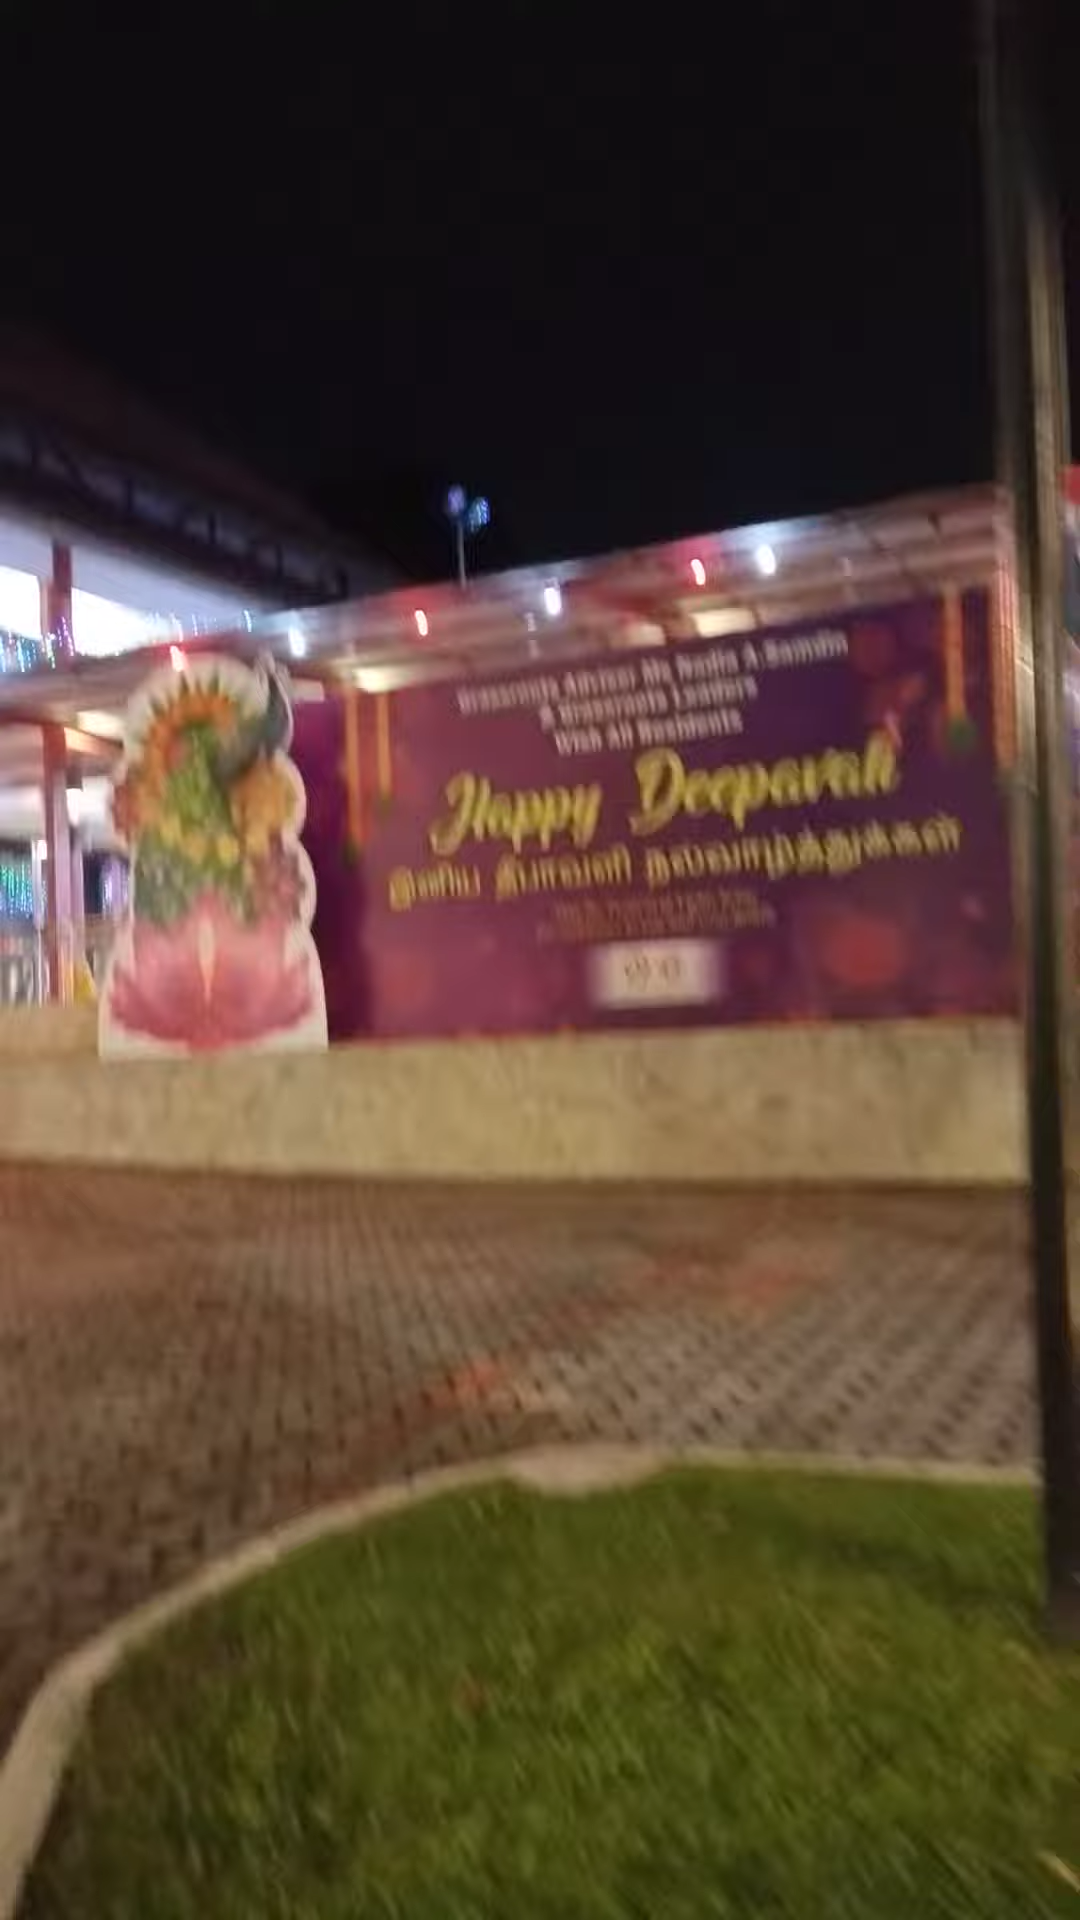 Grassroots Adviser Ms Nadia A.Samdin
& Grassroots Leaders
Wish All Residents
Happy Deepavali
இனிய தீபாவளி நல்வாழ்த்துக்கள்